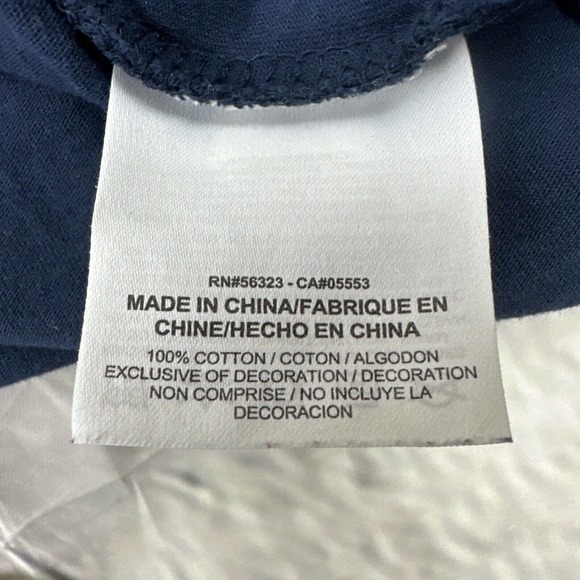 RN#56323 - CA#05553
MADE IN CHINA/FABRIQUE EN
CHINE/HECHO EN CHINA
100% COTTON / COTON / ALGODON
EXCLUSIVE OF DECORATION / DECORATION
NON COMPRISE / NO INCLUYE LA
DECORACION